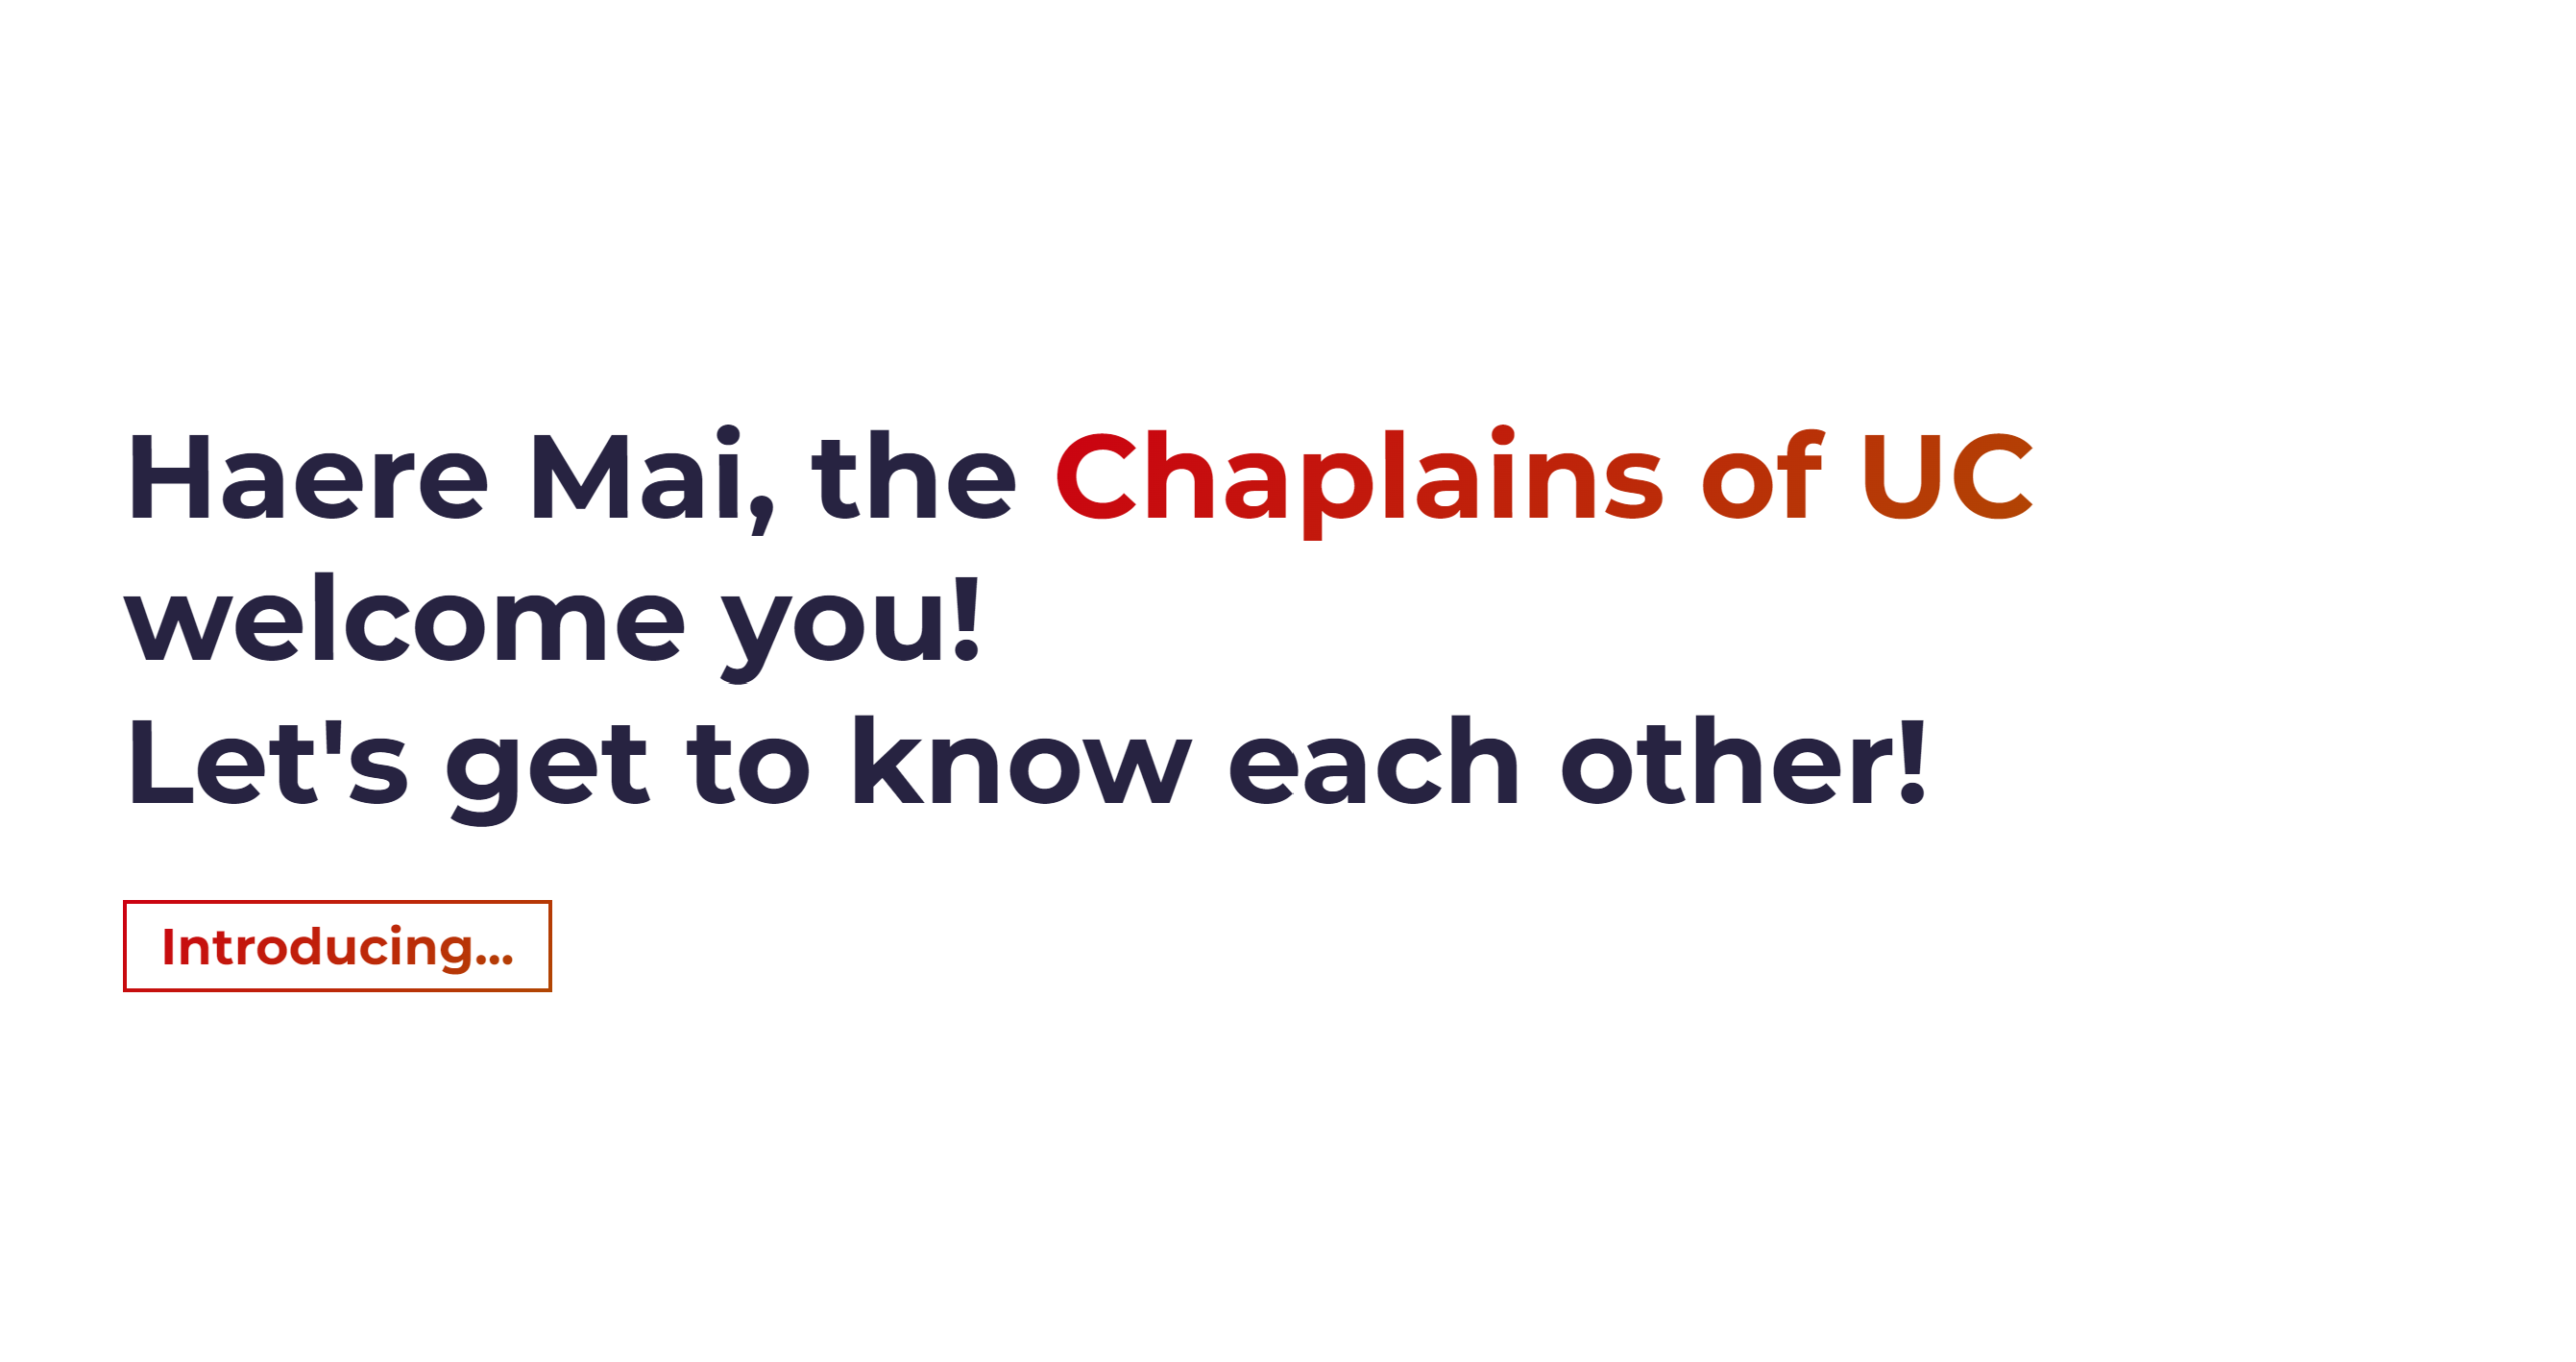 Haere Mai, the Chaplains of UC
welcome you!
Let's get to know each other!
Introducing...